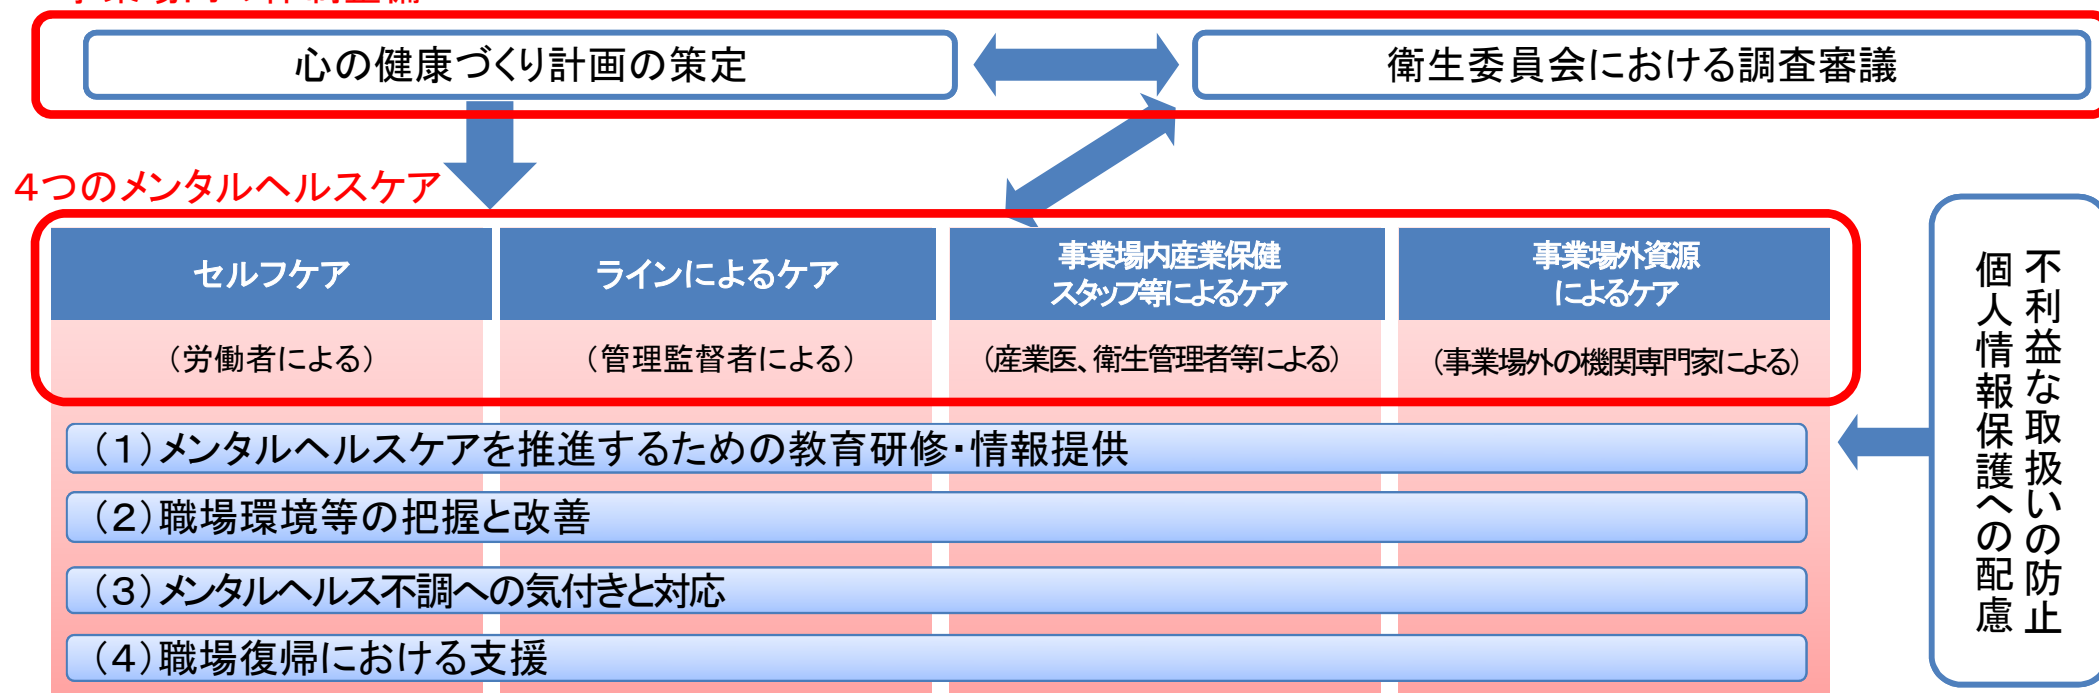 心の健康づくり計画の策定
衛生委員会における調査審議
4つのメンタルヘルスケア
セルフケア
ラインによるケア
事業場内産業保健
スタッフ等によるケア
事業場外資源
によるケア
（労働者による）
（管理監督者による）
（産業医、衛生管理者等による）
（事業場外の機関専門家による）
（１）メンタルヘルスケアを推進するための教育研修・情報提供
（２）職場環境等の把握と改善
（３）メンタルヘルス不調への気付きと対応
（４）職場復帰における支援
不利益な取扱いの防止
個人情報保護への配慮